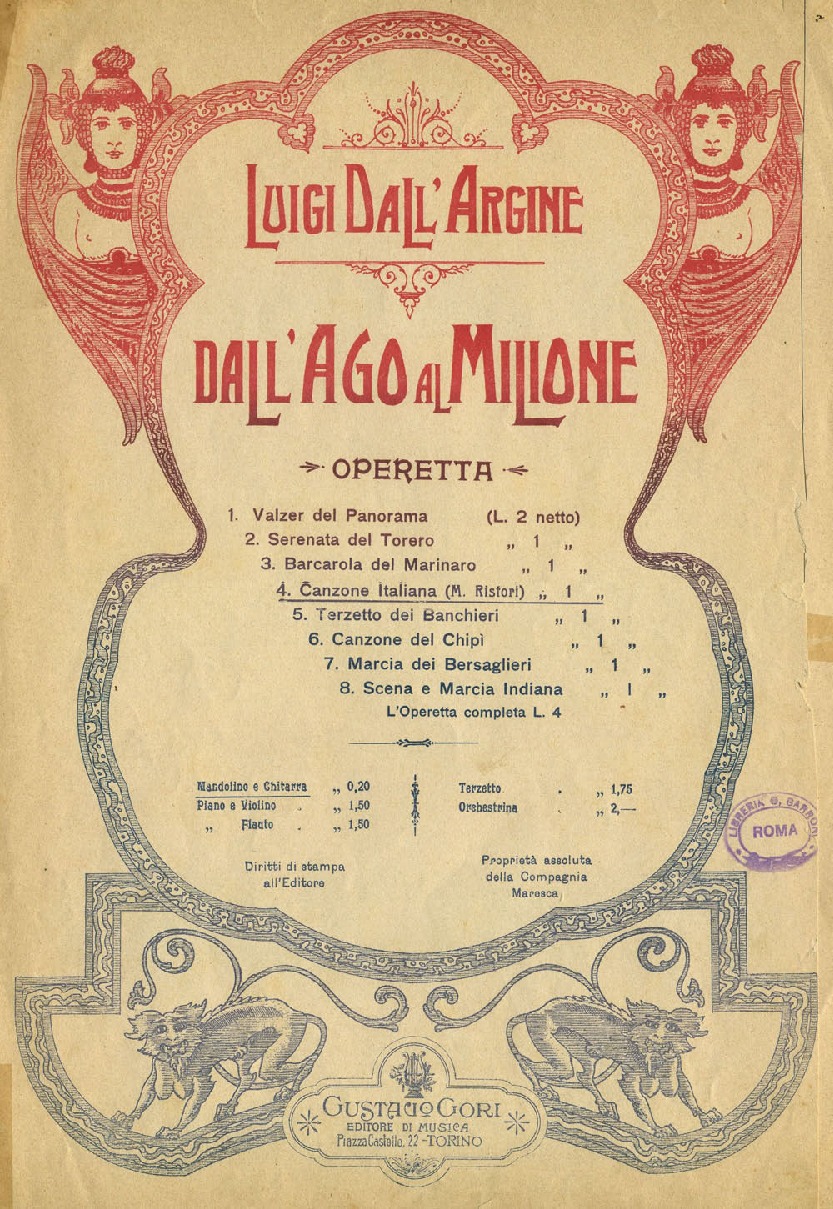 LUIGI DALL'ARGINE
DALL'AGO AL MILIONE
OPERETTA
1. Valzer del Panorama (L. 2 netto)
2. Serenata del Torero „ 1 „
3. Barcarola del Marinaro „ 1 „
4. Canzone Italiana (M. Ristori) „ 1 „
5. Terzetto dei Banchieri „ 1 „
6. Canzone del Chipì „ 1 „
7. Marcia dei Bersaglieri „ 1 „
8. Scena e Marcia Indiana „ 1 „
L'Operetta completa L. 4
Mandolino e Chitarra „ 0,20
Piano e Violino . „ 1,50
„ Flauto . „ 1,50
Terzetto . „ 1,75
Orchestrina „ 2,—
Diritti di stampa
all'Editore
Proprietà assoluta
della Compagnia
Maresca
LIBRERIA G.
ROMA
GUSTAVO GORI
EDITORE DI MUSICA
Piazza Castello, 22 - TORINO